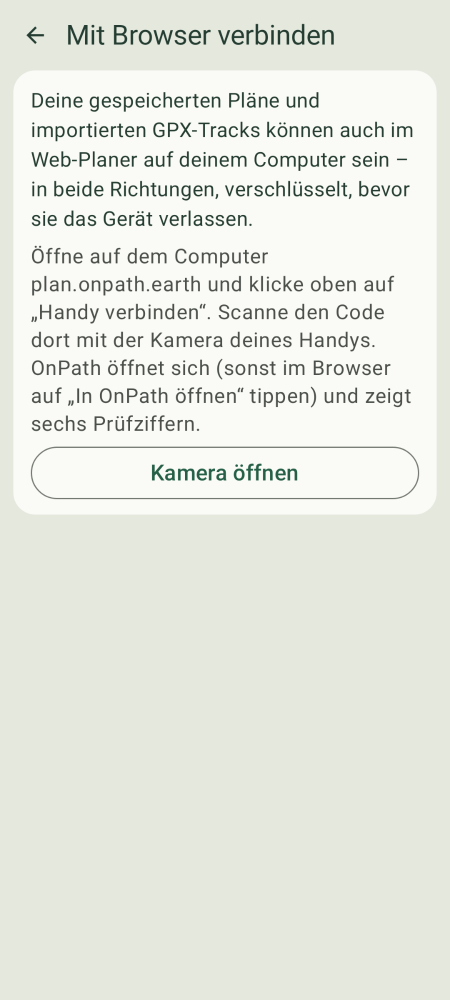 Mit Browser verbinden
Deine gespeicherten Pläne und
importierten GPX-Tracks können auch im
Web-Planer auf deinem Computer sein –
in beide Richtungen, verschlüsselt, bevor
sie das Gerät verlassen.
Öffne auf dem Computer
plan.onpath.earth und klicke oben auf
„Handy verbinden“. Scanne den Code
dort mit der Kamera deines Handys.
OnPath öffnet sich (sonst im Browser
auf „In OnPath öffnen“ tippen) und zeigt
sechs Prüfziffern.
Kamera öffnen